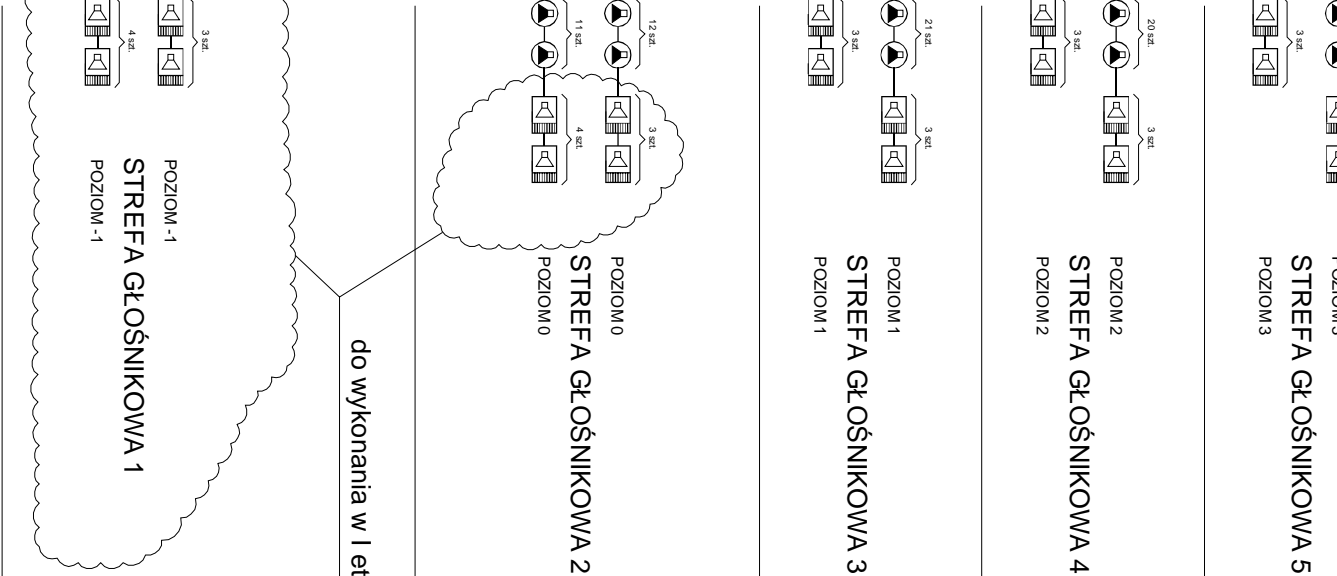 STREFA GŁOŚNIKOWA 5
3 szt.
POZIOM 3
20 szt.
3 szt.
POZIOM 2
STREFA GŁOŚNIKOWA 4
3 szt.
POZIOM 2
21 szt.
3 szt.
POZIOM 1
STREFA GŁOŚNIKOWA 3
3 szt.
POZIOM 1
12 szt.
3 szt.
POZIOM 0
STREFA GŁOŚNIKOWA 2
11 szt.
4 szt.
POZIOM 0
do wykonania w I et
3 szt.
POZIOM -1
STREFA GŁOŚNIKOWA 1
4 szt.
POZIOM -1